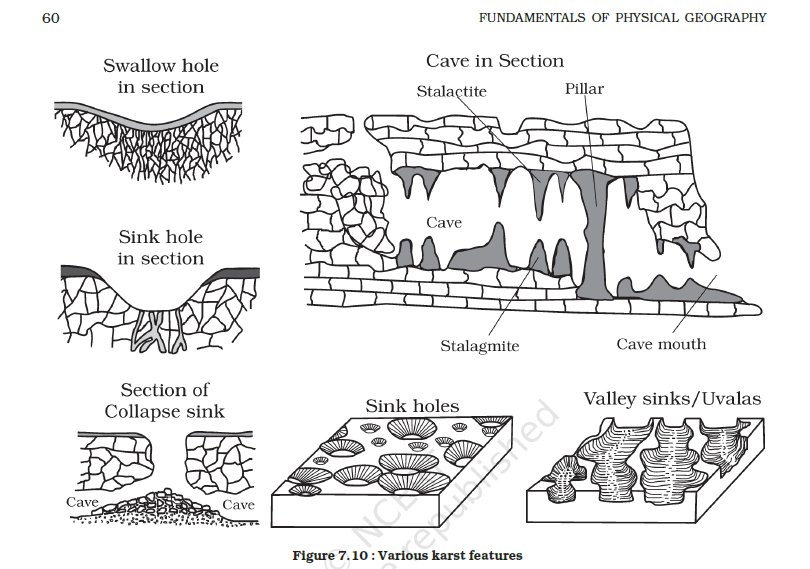 60
FUNDAMENTALS OF PHYSICAL GEOGRAPHY
Swallow hole
in section
Cave in Section
Stalactite
Pillar
Cave
Sink hole
in section
Stalagmite
Cave mouth
Section of
Collapse sink
Cave
Cave
Sink holes
Valley sinks/Uvalas
© NC
e republished
Figure 7.10 : Various karst features